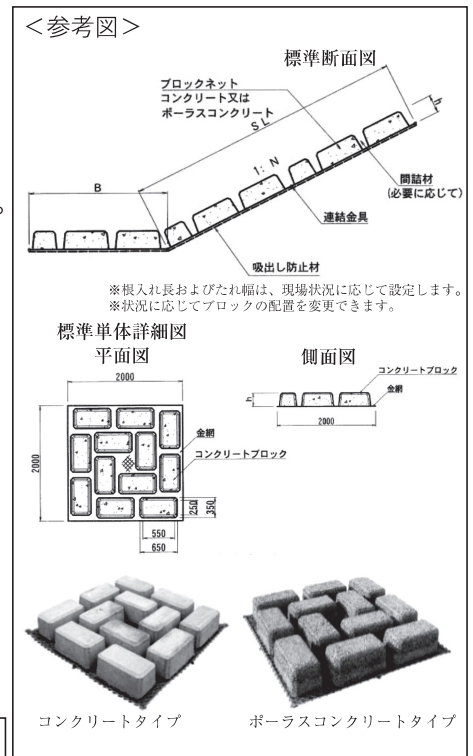 ＜参考図＞
標準断面図
ブロックネット
コンクリート又は
ポーラスコンクリート
SL
h
1：N
間詰材
(必要に応じて)
B
連結金具
吸出し防止材
※根入れ長およびたれ幅は、現場状況に応じて設定します。
※状況に応じてブロックの配置を変更できます。
標準単体詳細図
平面図
側面図
2000
コンクリートブロック
金網
h
2000
金網
コンクリートブロック
2000
250
350
550
650
コンクリートタイプ
ポーラスコンクリートタイプ